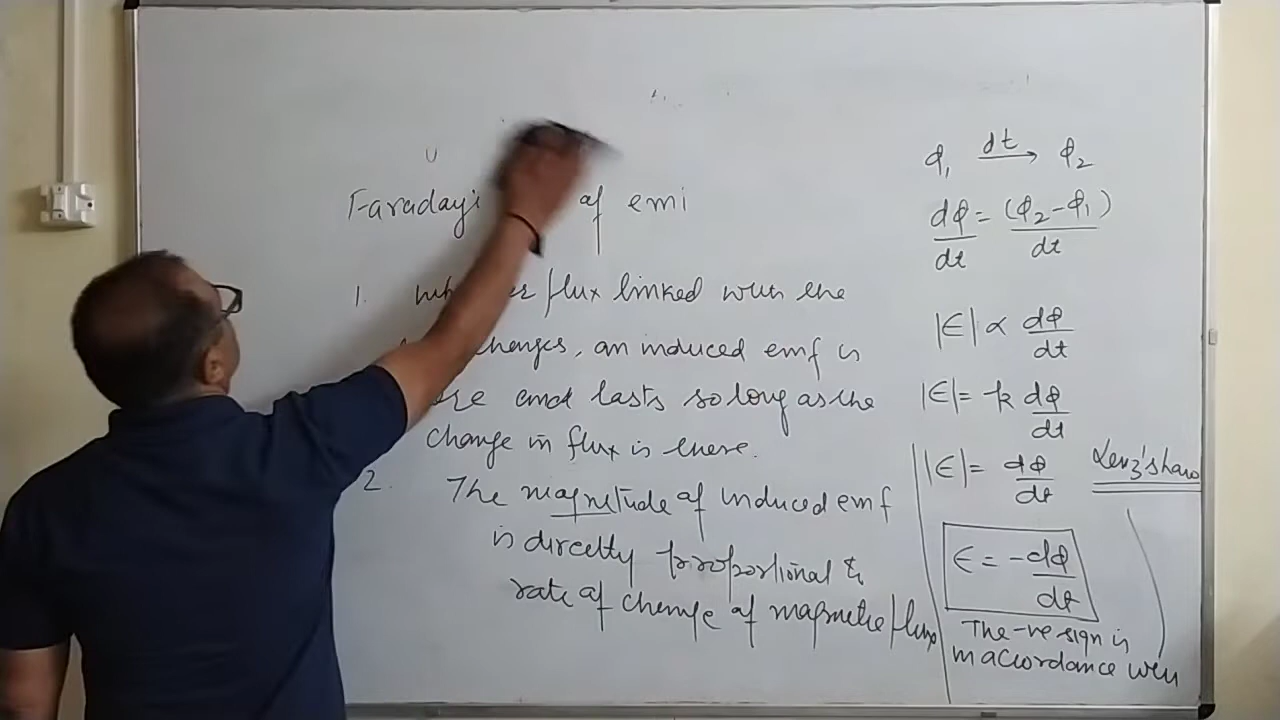 Faraday's of emi
1. flux linked with the
changes, an induced emf is
and lasts so long as the
change in flux is there.
2. The magnitude of induced emf
is directly proportional to
rate of change of magnetic flux
ϕ₁ dt→ ϕ₂
dϕ/dt = (ϕ₂-ϕ₁)/dt
|ε| ∝ dϕ/dt
|ε| = k dϕ/dt
|ε| = dϕ/dt
Lenz's law
ε = -dϕ/dt
The -ve sign is
in accordance with